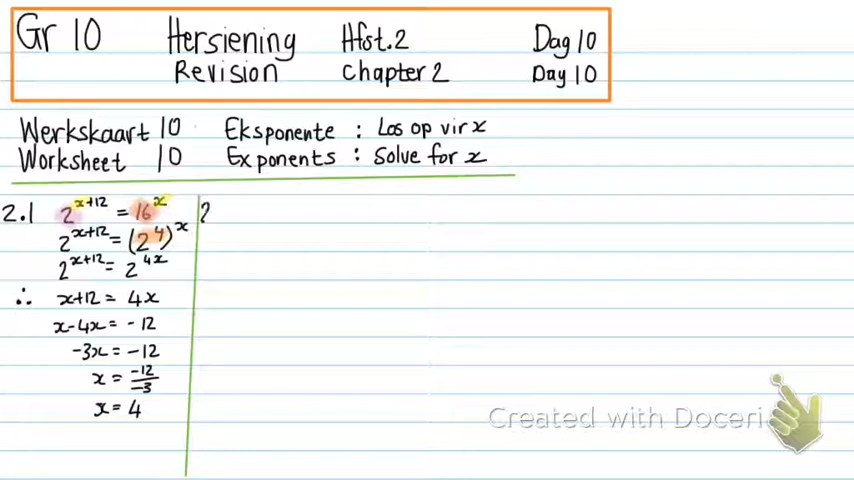 Gr 10 Hersiening Hfst.2 Dag 10
Revision Chapter 2 Day 10
Werkskaart 10 Eksponente : Los op vir x
Worksheet 10 Exponents : Solve for x
2.1 2^{x+12} = 16^x 2
2^{x+12} = (2^4)^x
2^{x+12} = 2^{4x}
∴ x+12 = 4x
x-4x = -12
-3x = -12
x = \frac{-12}{-3}
x = 4
Created with Doceri